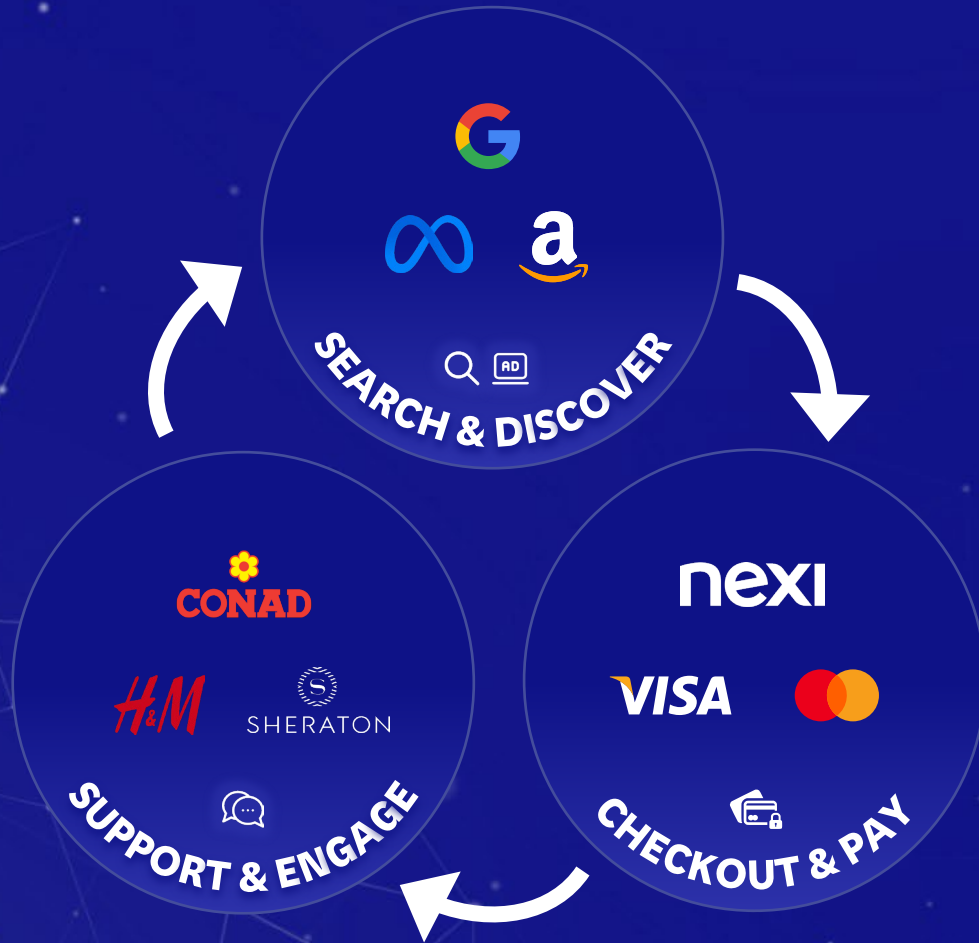 G
a
AD
SEARCH & DISCOVER
CONAD
H&M
S
SHERATON
SUPPORT & ENGAGE
nexi
VISA
CHECKOUT & PAY